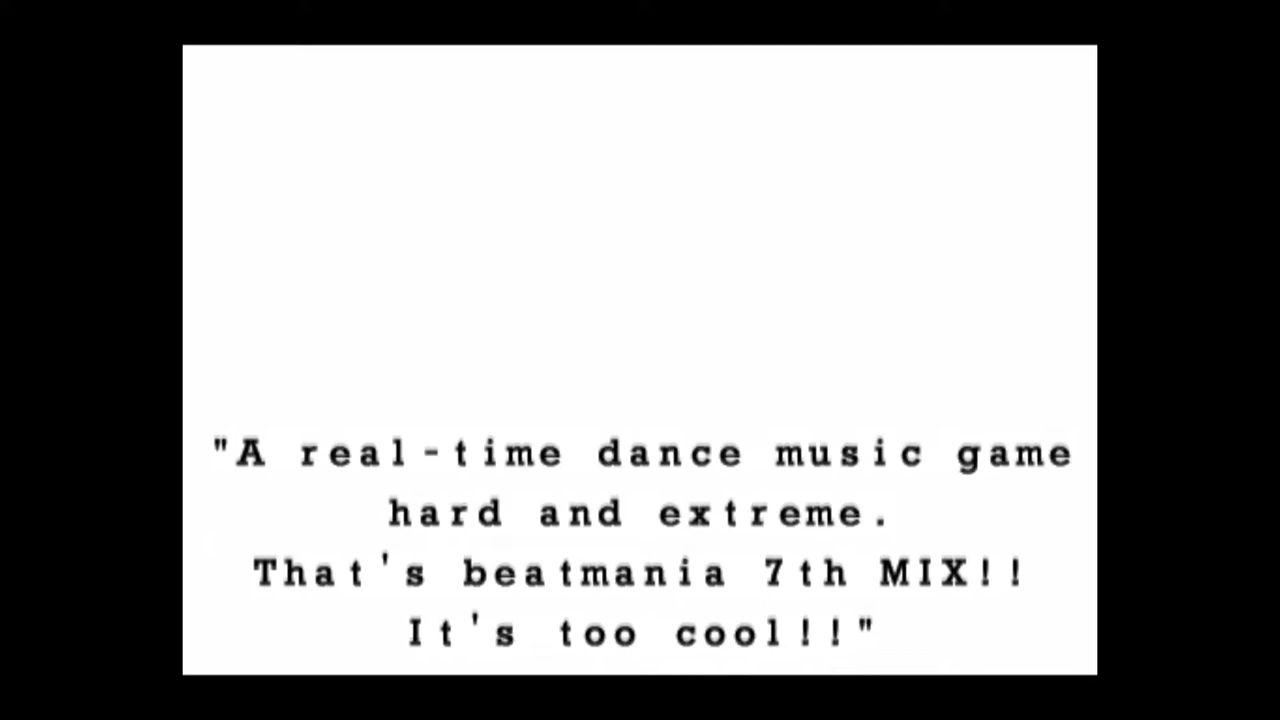 "A real-time dance music game
hard and extreme.
That's beatmania 7th MIX!!
It's too cool!!"